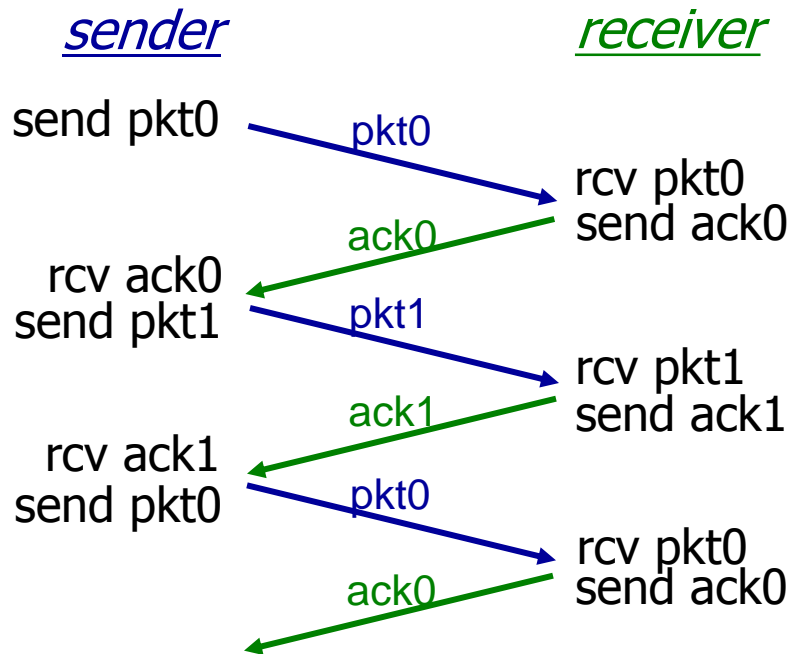 sender
receiver
send pkt0
pkt0
rcv pkt0
send ack0
ack0
rcv ack0
send pkt1
pkt1
rcv pkt1
send ack1
ack1
rcv ack1
send pkt0
pkt0
rcv pkt0
send ack0
ack0